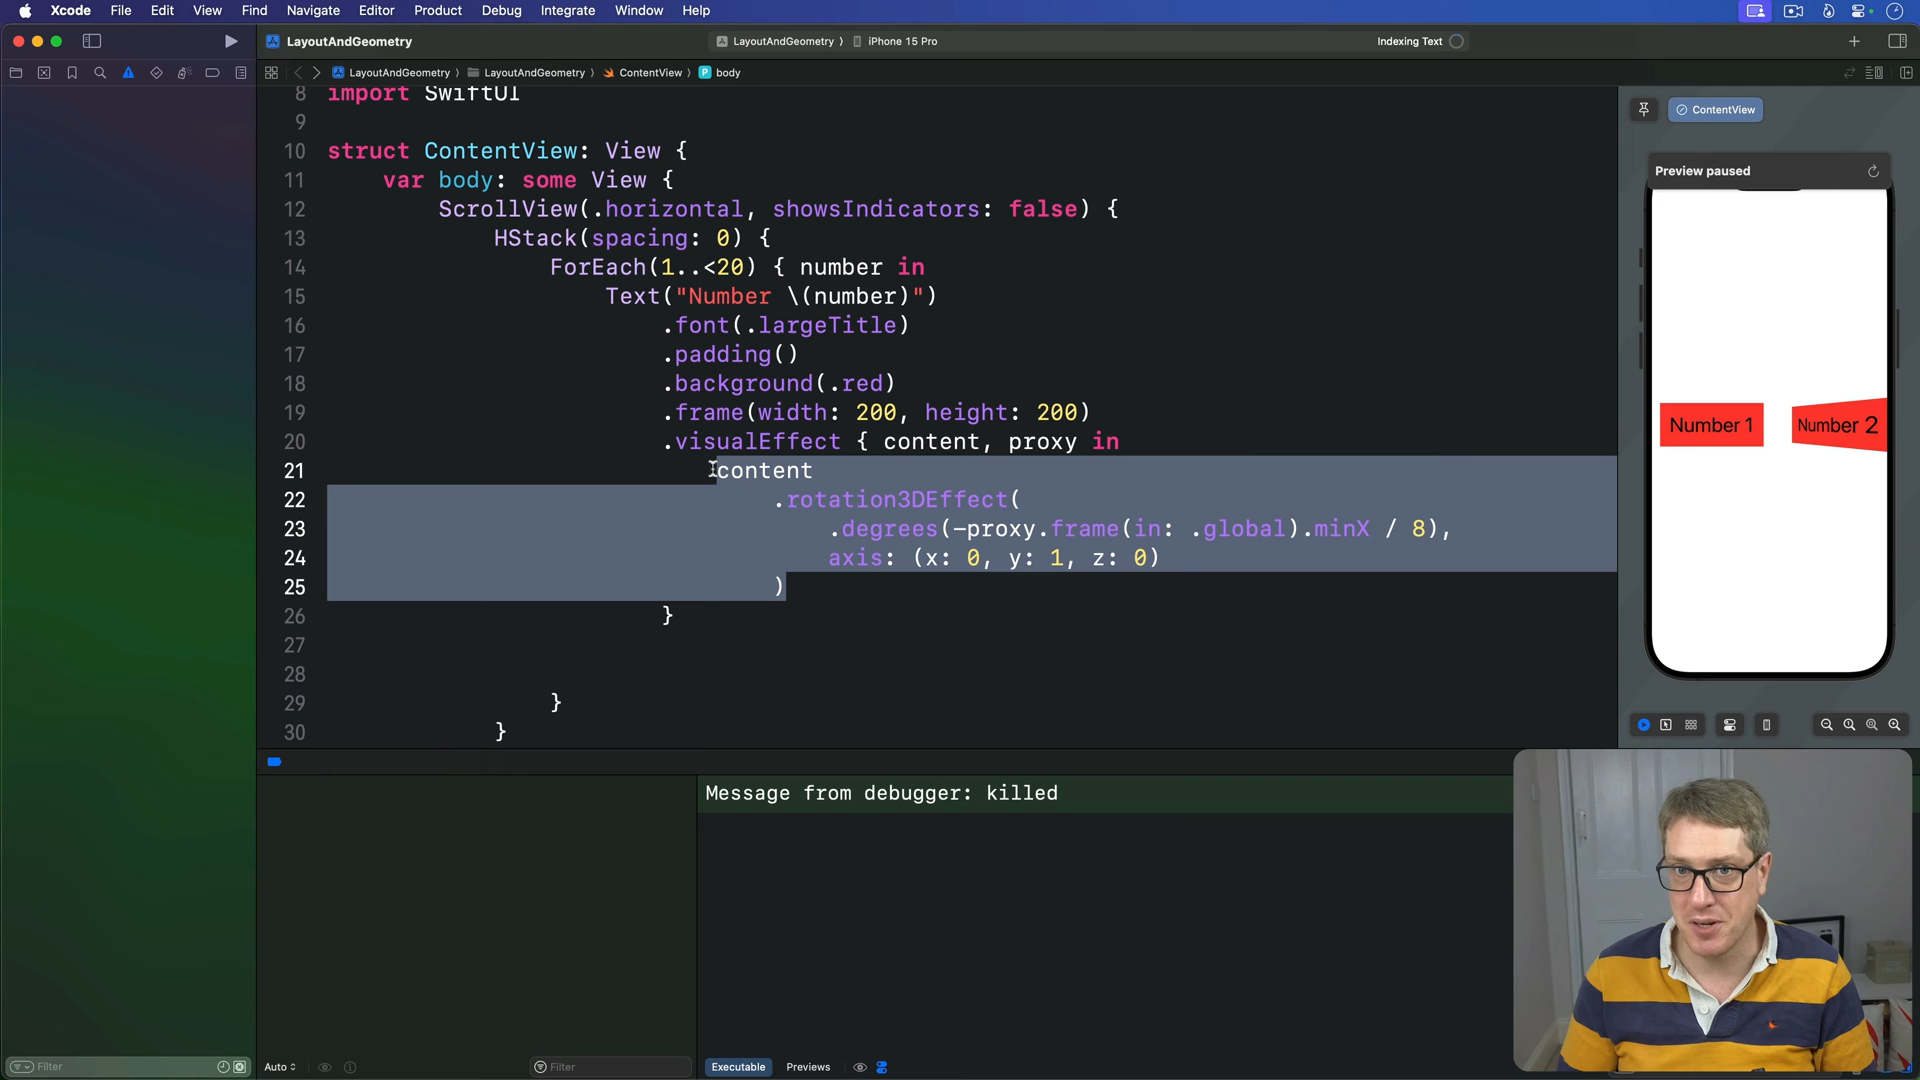 Xcode File Edit View Find Navigate Editor Product Debug Integrate Window Help
LayoutAndGeometry
LayoutAndGeometry
iPhone 15 Pro
Indexing Text
LayoutAndGeometry
LayoutAndGeometry
ContentView
P body
8 import SwiftUI
9
10 struct ContentView: View {
11 var body: some View {
12 ScrollView(.horizontal, showsIndicators: false) {
13 HStack(spacing: 0) {
14 ForEach(1..<20) { number in
15 Text("Number \(number)")
16 .font(.largeTitle)
17 .padding()
18 .background(.red)
19 .frame(width: 200, height: 200)
20 .visualEffect { content, proxy in
21 content
22 .rotation3DEffect(
23 .degrees(-proxy.frame(in: .global).minX / 8),
24 axis: (x: 0, y: 1, z: 0)
25 )
26 }
27
28
29 }
30 }
ContentView
Preview paused
Number 1
Number 2
Message from debugger: killed
Filter
Auto
Filter
Executable
Previews